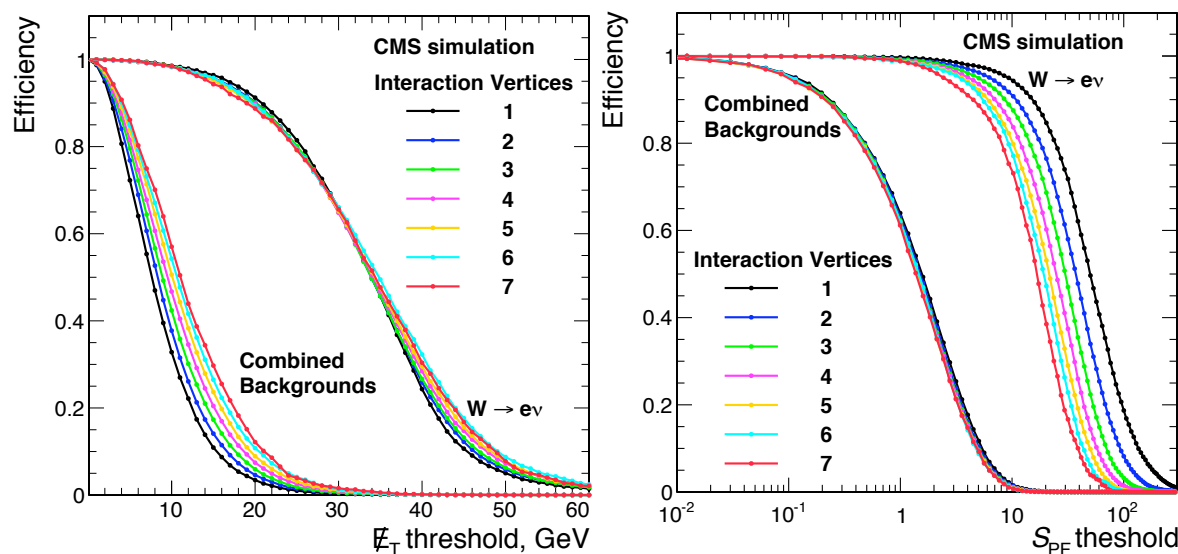 Efficiency
CMS simulation
Interaction Vertices
1
2
3
4
5
6
7
Combined
Backgrounds
W → eν
1
0.8
0.6
0.4
0.2
0
10 20 30 40 50 60
E̸_T threshold, GeV
Efficiency
CMS simulation
W → eν
Combined
Backgrounds
Interaction Vertices
1
2
3
4
5
6
7
1
0.8
0.6
0.4
0.2
0
10⁻² 10⁻¹ 1 10 10²
S_PF theshold